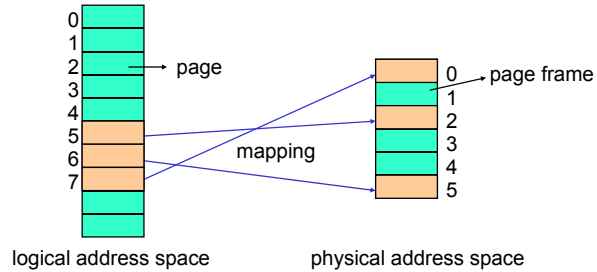 0
1
2
3
4
5
6
7
page
mapping
0
1
2
3
4
5
page frame
logical address space
physical address space